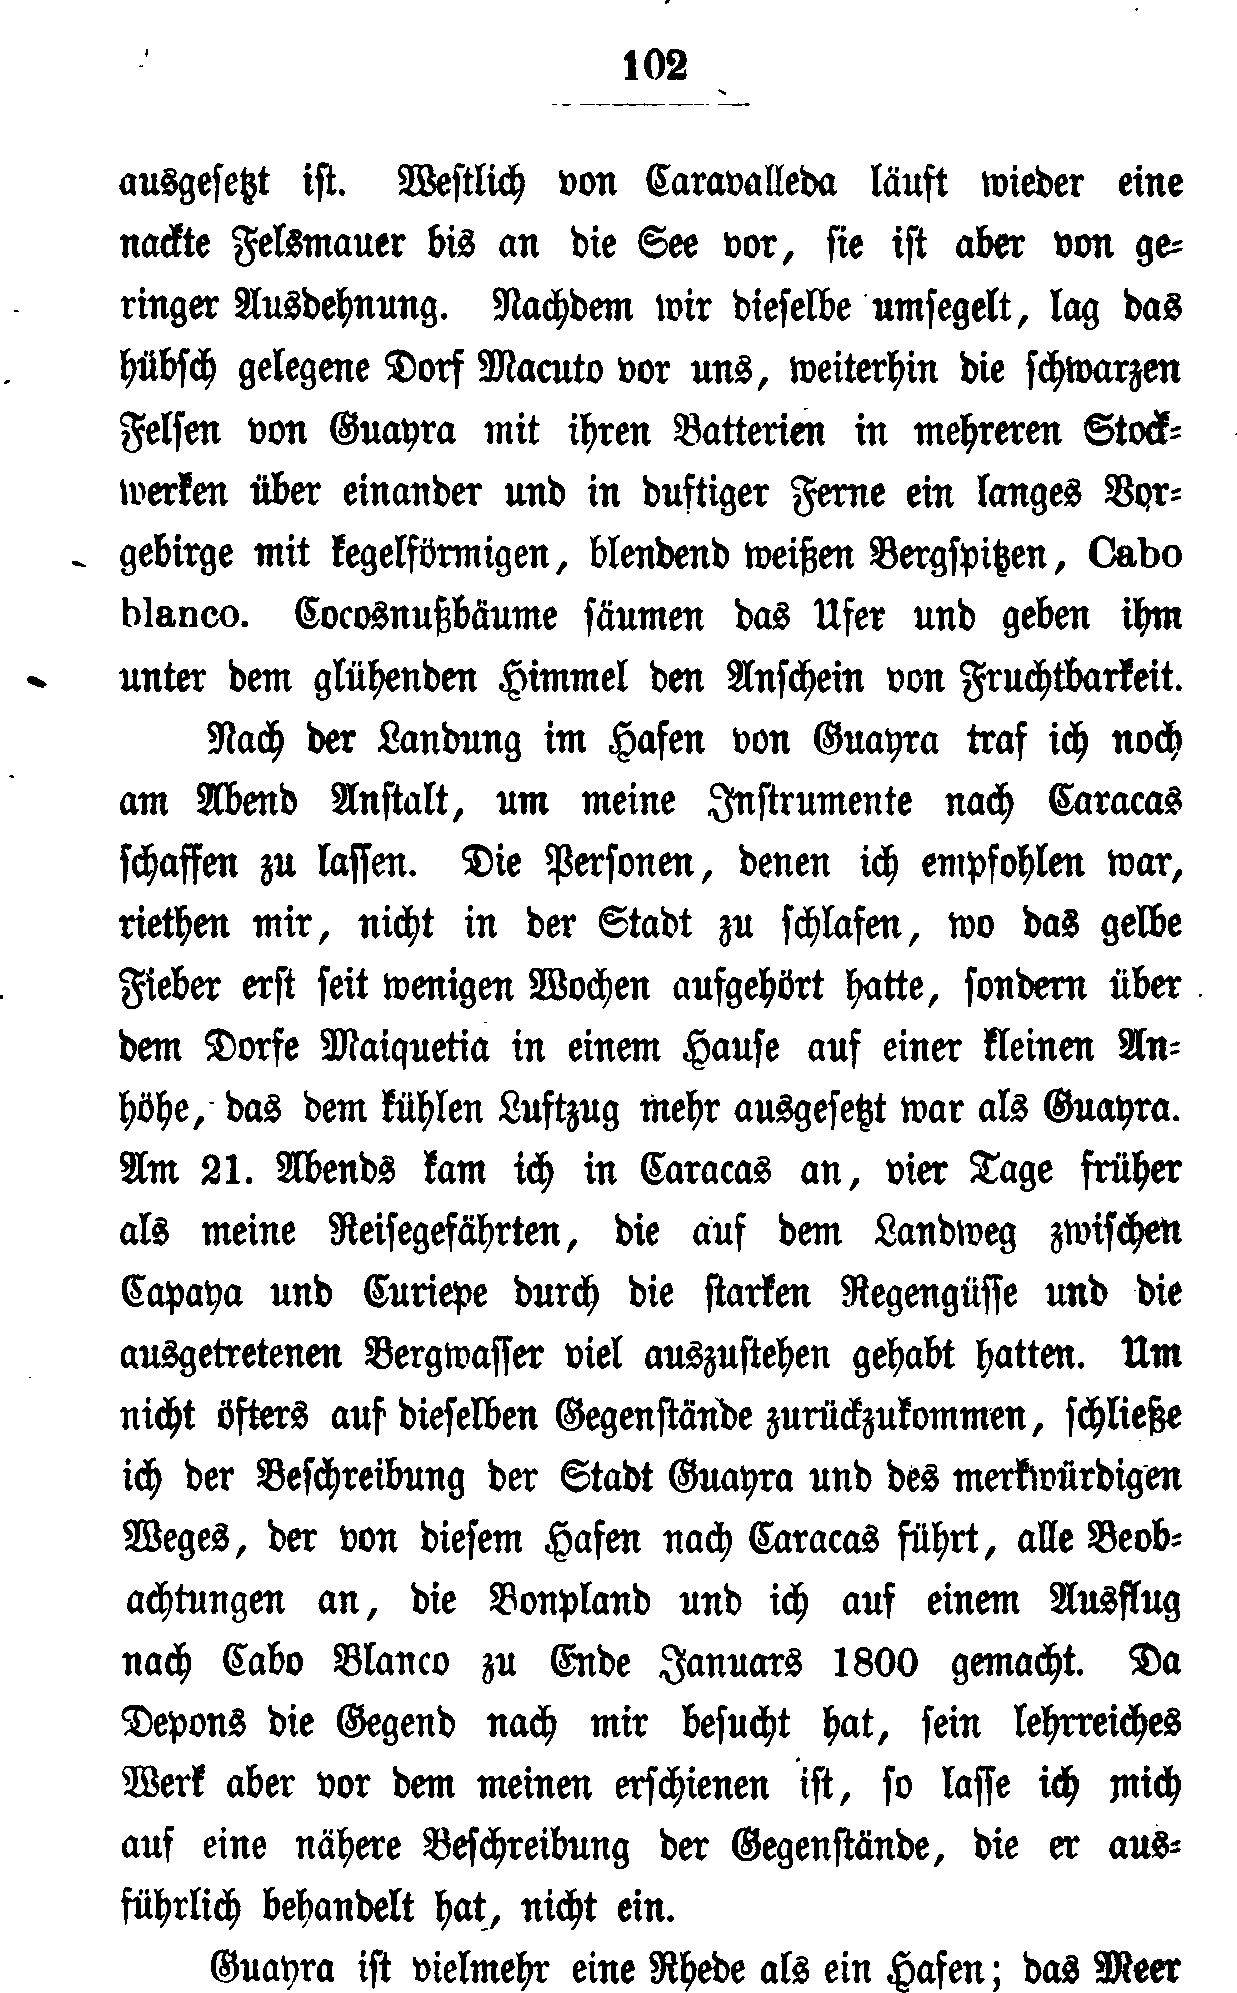 102
ausgesetzt ist. Westlich von Caravalleda läuft wieder eine
nackte Felsmauer bis an die See vor, sie ist aber von ge-
ringer Ausdehnung. Nachdem wir dieselbe umsegelt, lag das
hübsch gelegene Dorf Macuto vor uns, weiterhin die schwarzen
Felsen von Guayra mit ihren Batterien in mehreren Stock-
werken über einander und in duftiger Ferne ein langes Vor-
gebirge mit kegelförmigen, blendend weißen Bergspitzen, Cabo
blanco. Cocosnußbäume säumen das Ufer und geben ihm
unter dem glühenden Himmel den Anschein von Fruchtbarkeit.
Nach der Landung im Hafen von Guayra traf ich noch
am Abend Anstalt, um meine Instrumente nach Caracas
schaffen zu lassen. Die Personen, denen ich empfohlen war,
riethen mir, nicht in der Stadt zu schlafen, wo das gelbe
Fieber erst seit wenigen Wochen aufgehört hatte, sondern über
dem Dorfe Maiquetia in einem Hause auf einer kleinen An-
höhe, das dem kühlen Luftzug mehr ausgesetzt war als Guayra.
Am 21. Abends kam ich in Caracas an, vier Tage früher
als meine Reisegefährten, die auf dem Landweg zwischen
Capaya und Curiepe durch die starken Regengüsse und die
ausgetretenen Bergwasser viel auszustehen gehabt hatten. Um
nicht öfters auf dieselben Gegenstände zurückzukommen, schließe
ich der Beschreibung der Stadt Guayra und des merkwürdigen
Weges, der von diesem Hafen nach Caracas führt, alle Beob-
achtungen an, die Bonpland und ich auf einem Ausflug
nach Cabo Blanco zu Ende Januars 1800 gemacht. Da
Depons die Gegend nach mir besucht hat, sein lehrreiches
Werk aber vor dem meinen erschienen ist, so lasse ich mich
auf eine nähere Beschreibung der Gegenstände, die er aus-
führlich behandelt hat, nicht ein.
Guayra ist vielmehr eine Rhede als ein Hafen; das Meer